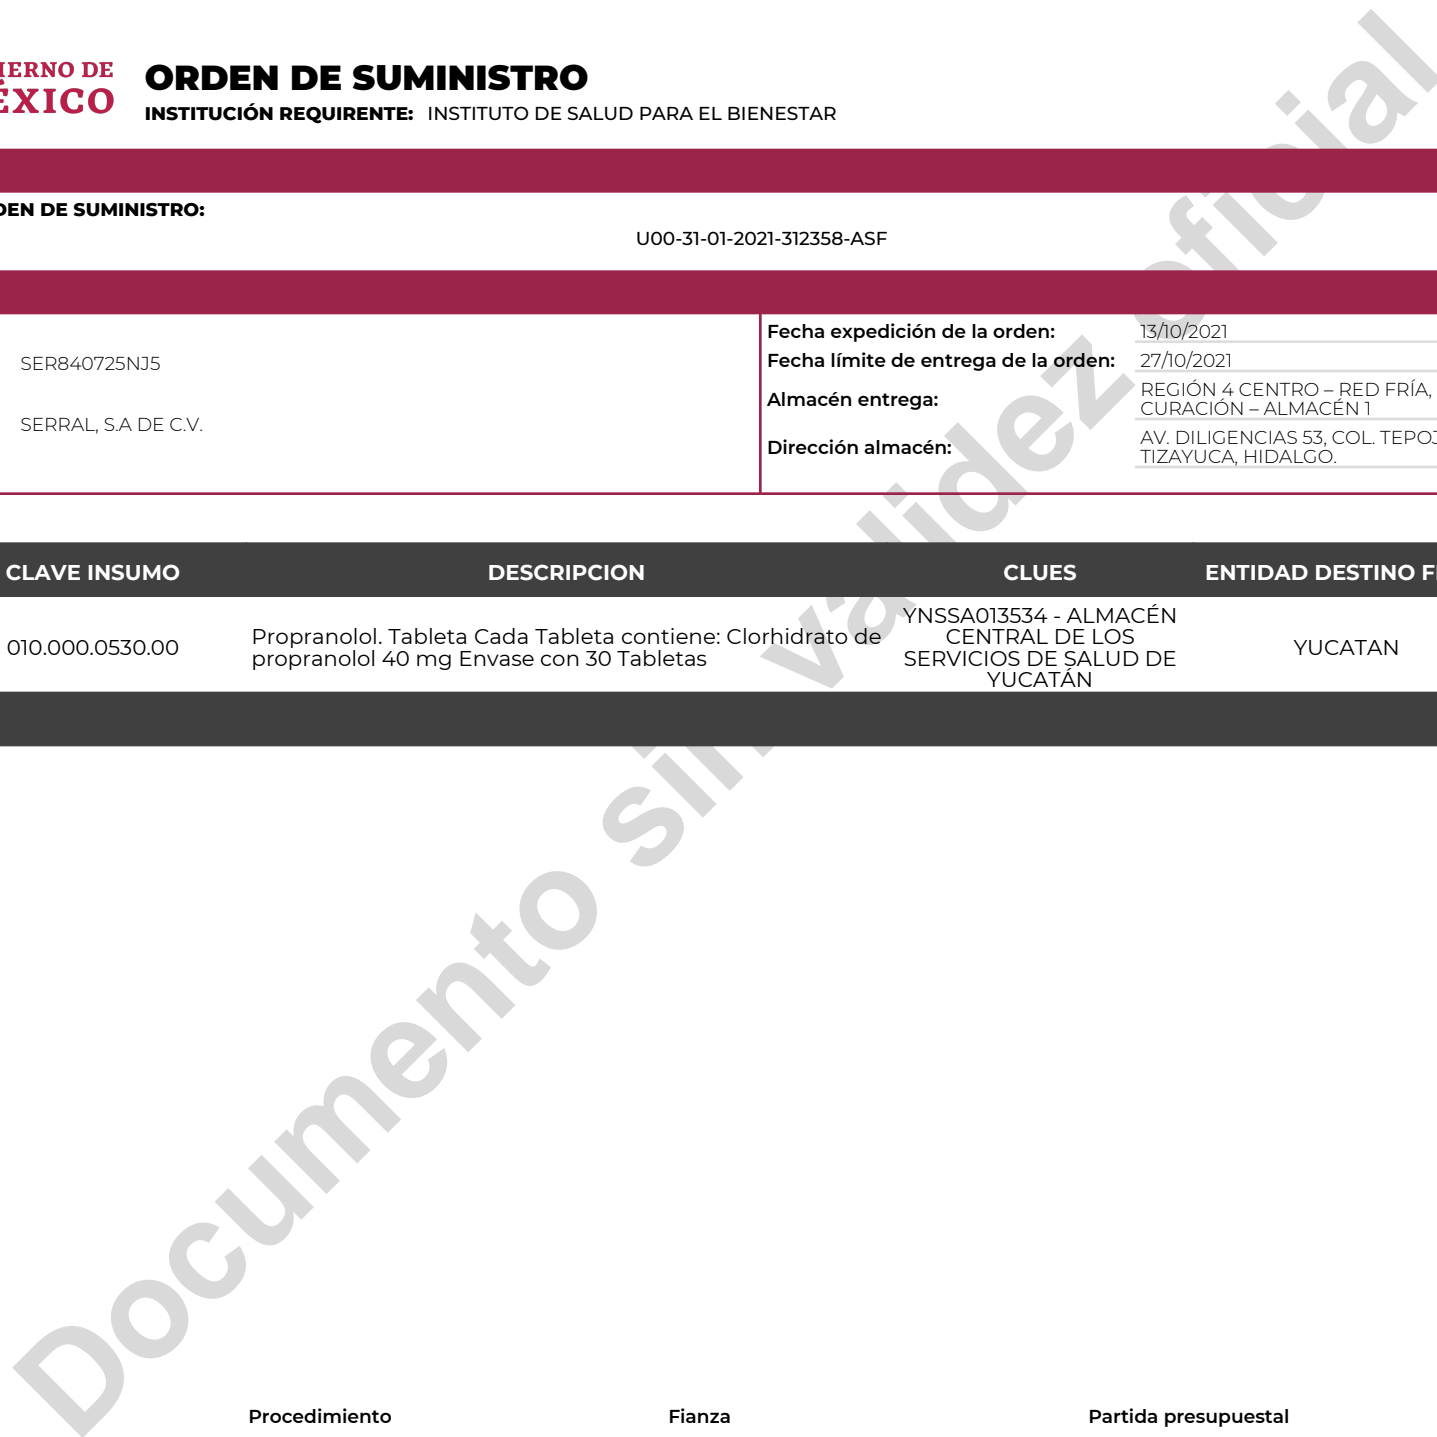 IERNO DE
ÉXICO
ORDEN DE SUMINISTRO
INSTITUCIÓN REQUIRENTE: INSTITUTO DE SALUD PARA EL BIENESTAR
DEN DE SUMINISTRO:
U00-31-01-2021-312358-ASF
SER840725NJ5
SERRAL, S.A DE C.V.
Fecha expedición de la orden: 13/10/2021
Fecha límite de entrega de la orden: 27/10/2021
Almacén entrega: REGIÓN 4 CENTRO – RED FRÍA,
CURACIÓN – ALMACÉN 1
Dirección almacén: AV. DILIGENCIAS 53, COL. TEPOJ
TIZAYUCA, HIDALGO.
CLAVE INSUMO DESCRIPCION CLUES ENTIDAD DESTINO FI
010.000.0530.00
Propranolol. Tableta Cada Tableta contiene: Clorhidrato de
propranolol 40 mg Envase con 30 Tabletas
YNSSA013534 - ALMACÉN
CENTRAL DE LOS
SERVICIOS DE SALUD DE
YUCATÁN
YUCATAN
Documento sin validez oficial
Procedimiento Fianza Partida presupuestal